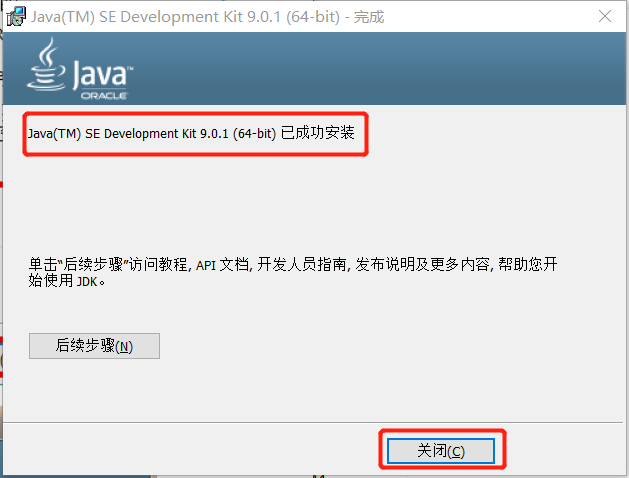 Java(TM) SE Development Kit 9.0.1 (64-bit) - 完成
Java™
ORACLE
Java(TM) SE Development Kit 9.0.1 (64-bit) 已成功安装
单击“后续步骤”访问教程, API 文档, 开发人员指南, 发布说明及更多内容, 帮助您开
始使用 JDK。
后续步骤(N)
关闭(C)